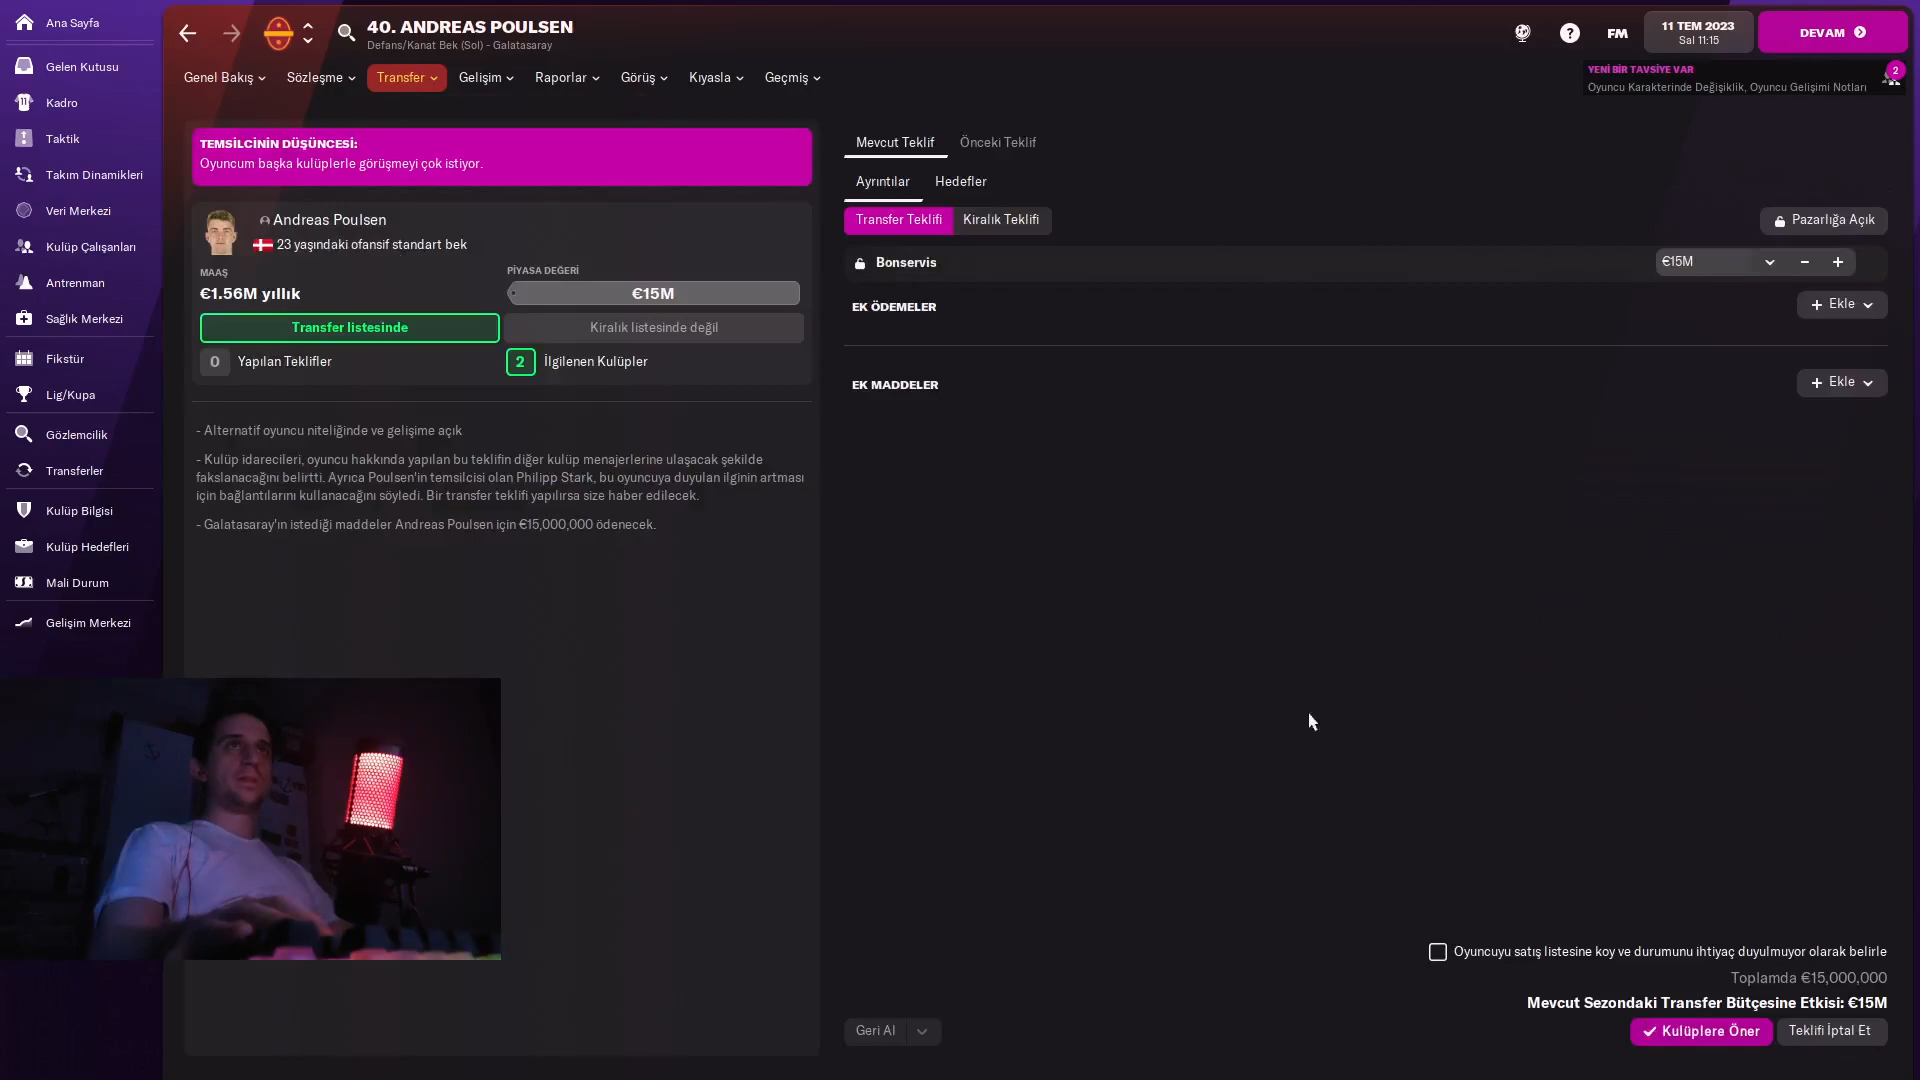 Ana Sayfa
Gelen Kutusu
Kadro
Taktik
Takım Dinamikleri
Veri Merkezi
Kulüp Çalışanları
Antrenman
Sağlık Merkezi
Fikstür
Lig/Kupa
Gözlemcilik
Transferler
Kulüp Bilgisi
Kulüp Hedefleri
Mali Durum
Gelişim Merkezi
40. ANDREAS POULSEN
Defans/Kanat Bek (Sol) - Galatasaray
FM
11 TEM 2023
Sal 11:15
DEVAM
Genel Bakış
Sözleşme
Transfer
Gelişim
Raporlar
Görüş
Kıyasla
Geçmiş
YENİ BİR TAVSİYE VAR
2
Oyuncu Karakterinde Değişiklik, Oyuncu Gelişimi Notları
TEMSİLCİNİN DÜŞÜNCESİ:
Oyuncum başka kulüplerle görüşmeyi çok istiyor.
Andreas Poulsen
23 yaşındaki ofansif standart bek
MAAŞ
PİYASA DEĞERİ
€1.56M yıllık
€15M
Transfer listesinde
Kiralık listesinde değil
0 Yapılan Teklifler
2 İlgilenen Kulüpler
- Alternatif oyuncu niteliğinde ve gelişime açık
- Kulüp idarecileri, oyuncu hakkında yapılan bu teklifin diğer kulüp menajerlerine ulaşacak şekilde
fakslanacağını belirtti. Ayrıca Poulsen'in temsilcisi olan Philipp Stark, bu oyuncuya duyulan ilginin artması
için bağlantılarını kullanacağını söyledi. Bir transfer teklifi yapılırsa size haber edilecek.
- Galatasaray'ın istediği maddeler Andreas Poulsen için €15,000,000 ödenecek.
Mevcut Teklif
Önceki Teklif
Ayrıntılar
Hedefler
Transfer Teklifi
Kiralık Teklifi
Pazarlığa Açık
Bonservis
€15M
EK ÖDEMELER
+ Ekle
EK MADDELER
+ Ekle
Oyuncuyu satış listesine koy ve durumunu ihtiyaç duyulmuyor olarak belirle
Toplamda €15,000,000
Mevcut Sezondaki Transfer Bütçesine Etkisi: €15M
Geri Al
Kulüplere Öner
Teklifi İptal Et